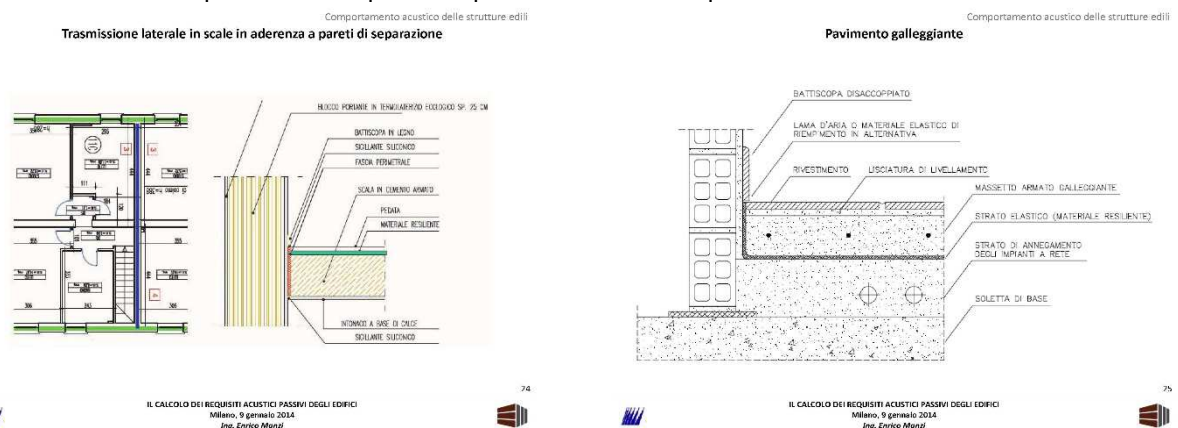 Comportamento acustico delle strutture edili
Trasmissione laterale in scale in aderenza a pareti di separazione
BLOCCO PORTANTE IN TERMOLATERIZIO ECOLOGICO SP. 25 CM
BATTISCOPA IN LEGNO
SIGILLANTE SILICONICO
FASCIA PERIMETRALE
SCALA IN CEMENTO ARMATO
PEDATA
MATERIALE RESILIENTE
INTONACO A BASE DI CALCE
SIGILLANTE SILICONICO
74
IL CALCOLO DEI REQUISITI ACUSTICI PASSIVI DEGLI EDIFICI
Milano, 9 gennaio 2014
Ing. Enrico Manzi
Comportamento acustico delle strutture edili
Pavimento galleggiante
BATTISCOPA DISACCOPPIATO
LAMA D'ARIA O MATERIALE ELASTICO DI
RIEMPIMENTO IN ALTERNATIVA
RIVESTIMENTO
LISCIATURA DI LIVELLAMENTO
MASSETTO ARMATO GALLEGGIANTE
STRATO ELASTICO (MATERIALE RESILIENTE)
STRATO DI ANNEGAMENTO
DEGLI IMPIANTI A RETE
SOLETTA DI BASE
75
IL CALCOLO DEI REQUISITI ACUSTICI PASSIVI DEGLI EDIFICI
Milano, 9 gennaio 2014
Ing. Enrico Manzi